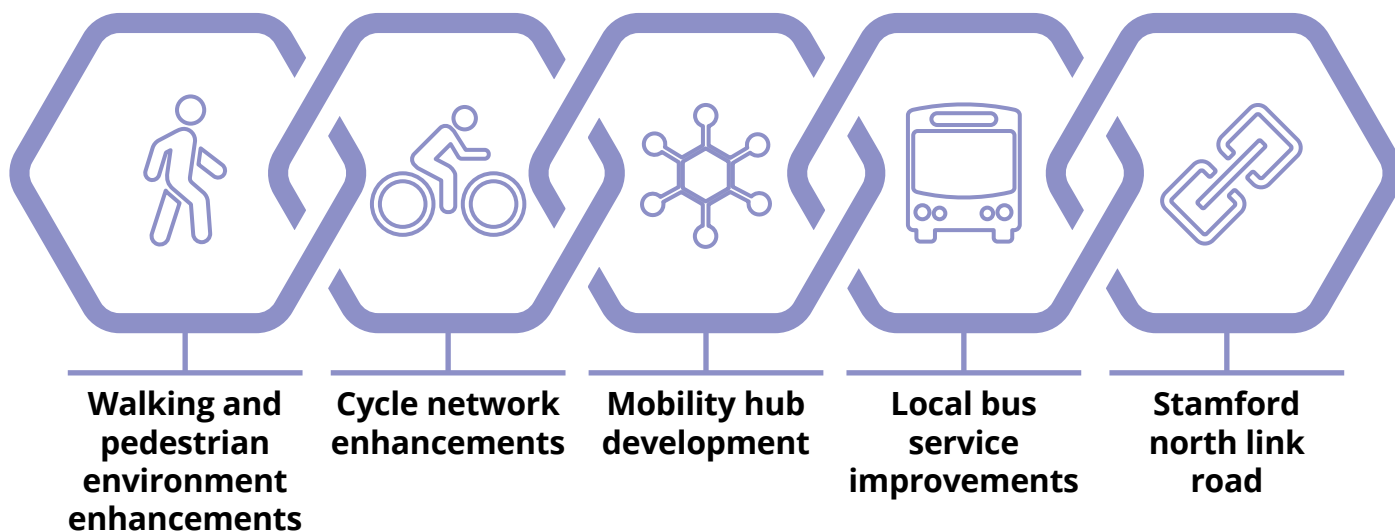 Walking and
pedestrian
environment
enhancements
Cycle network
enhancements
Mobility hub
development
Local bus
service
improvements
Stamford
north link
road